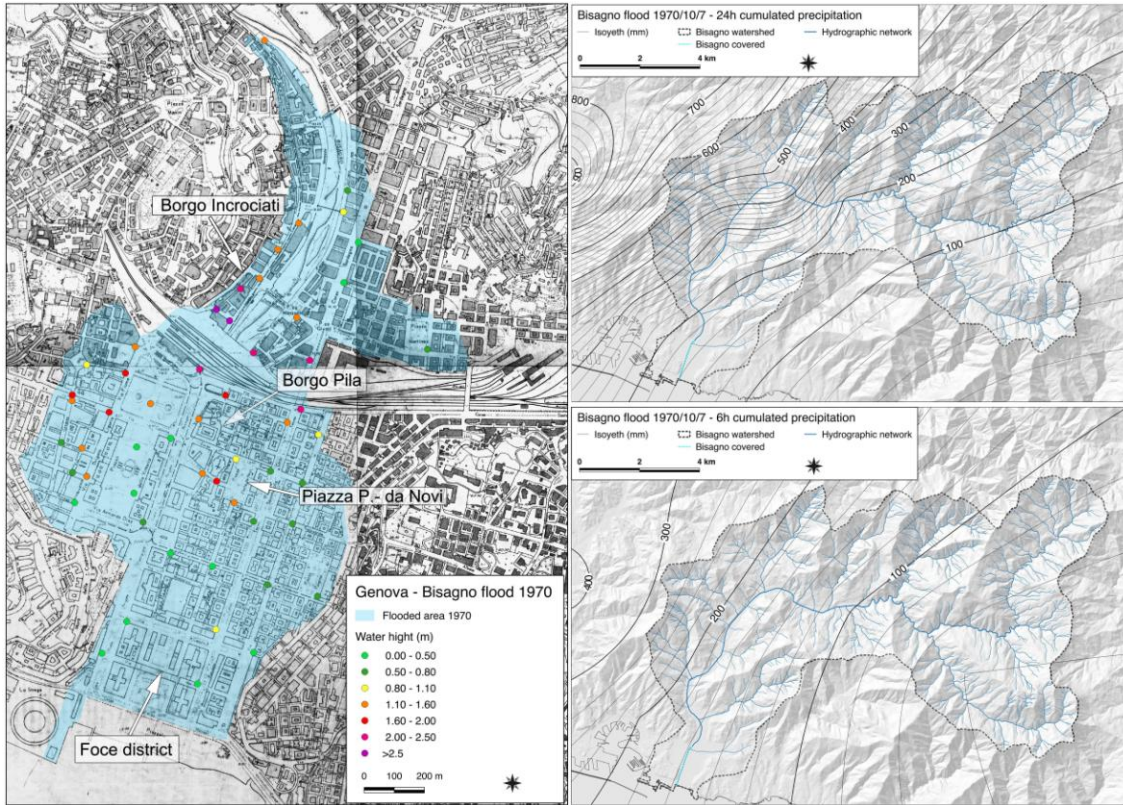 Borgo Incrociati
Borgo Pila
Piazza P.- da Novi
Foce district
Genova - Bisagno flood 1970
Flooded area 1970
Water hight (m)
0.00 - 0.50
0.50 - 0.80
0.80 - 1.10
1.10 - 1.60
1.60 - 2.00
2.00 - 2.50
>2.5
0 100 200 m
Bisagno flood 1970/10/7 - 24h cumulated precipitation
Isoyeth (mm)
Bisagno watershed
Hydrographic network
Bisagno covered
0 2 4 km
800
700
600
500
400
300
200
100
Bisagno flood 1970/10/7 - 6h cumulated precipitation
Isoyeth (mm)
Bisagno watershed
Hydrographic network
Bisagno covered
0 2 4 km
400
300
200
100